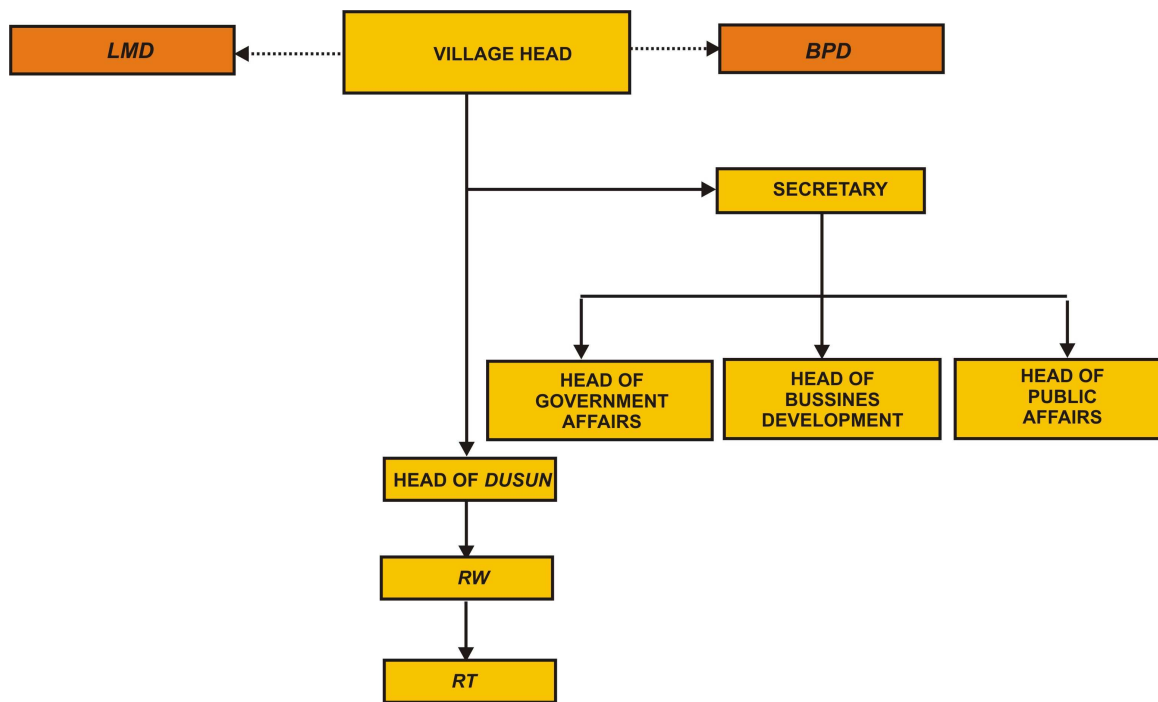 LMD
VILLAGE HEAD
BPD
SECRETARY
HEAD OF
GOVERNMENT
AFFAIRS
HEAD OF
BUSSINES
DEVELOPMENT
HEAD OF
PUBLIC
AFFAIRS
HEAD OF DUSUN
RW
RT